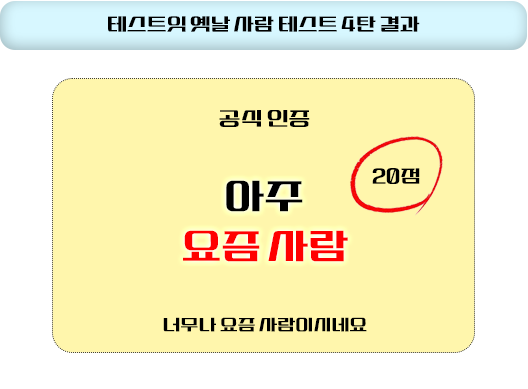 테스트익 옛날 사람 테스트 4탄 결과
공식 인증
20점
아주
요즘 사람
너무나 요즘 사람이시네요